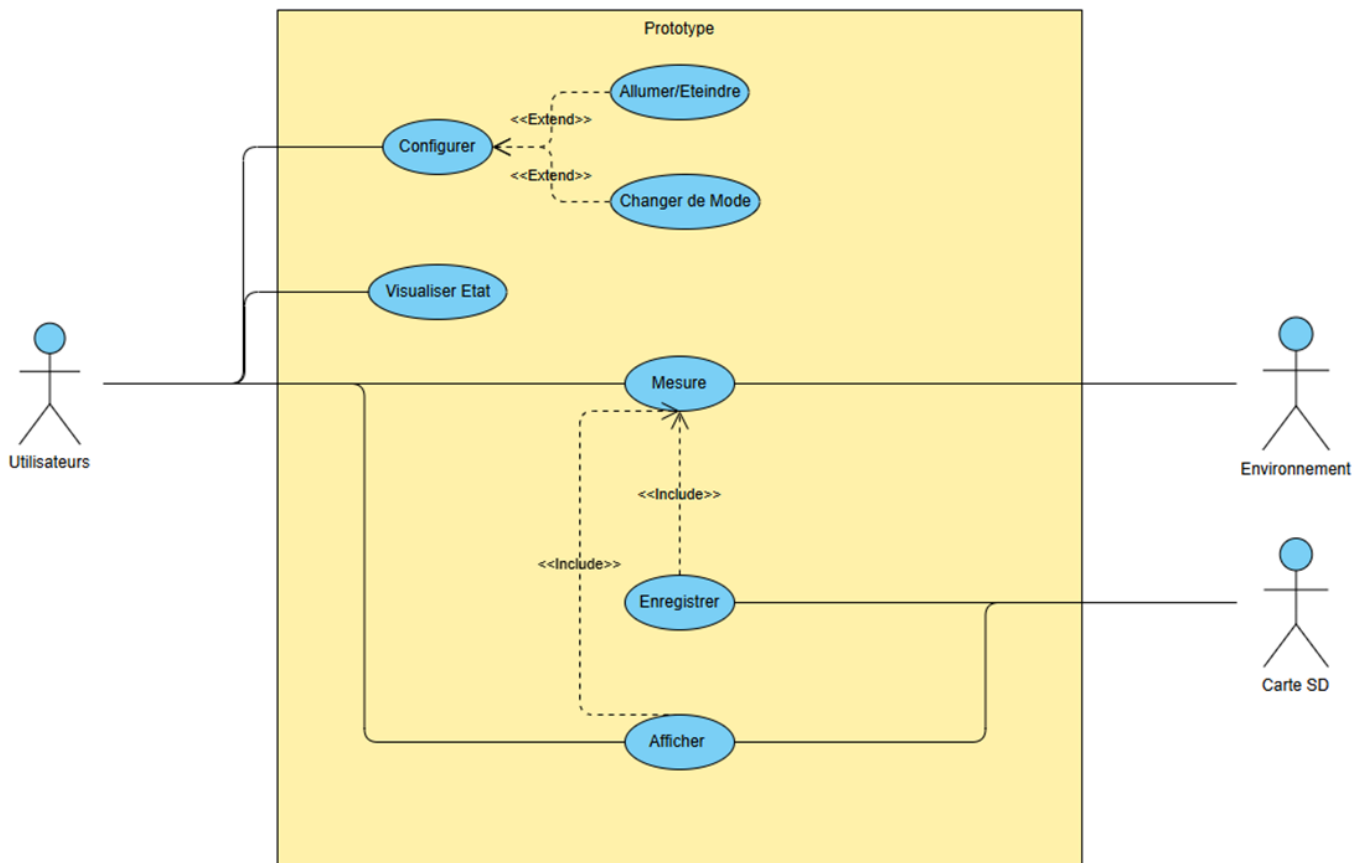 Prototype
Allumer/Eteindre
<<Extend>>
Configurer
<<Extend>>
Changer de Mode
Visualiser Etat
Mesure
Utilisateurs
Environnement
<<Include>>
<<Include>>
Enregistrer
Carte SD
Afficher